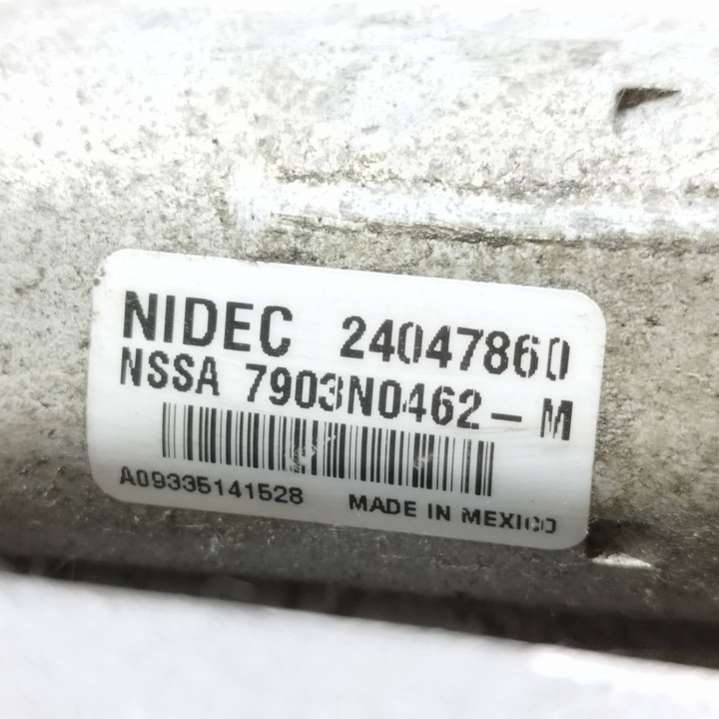 NIDEC 24047860
NSSA 7903N0462-M
A09335141528 MADE IN MEXICO